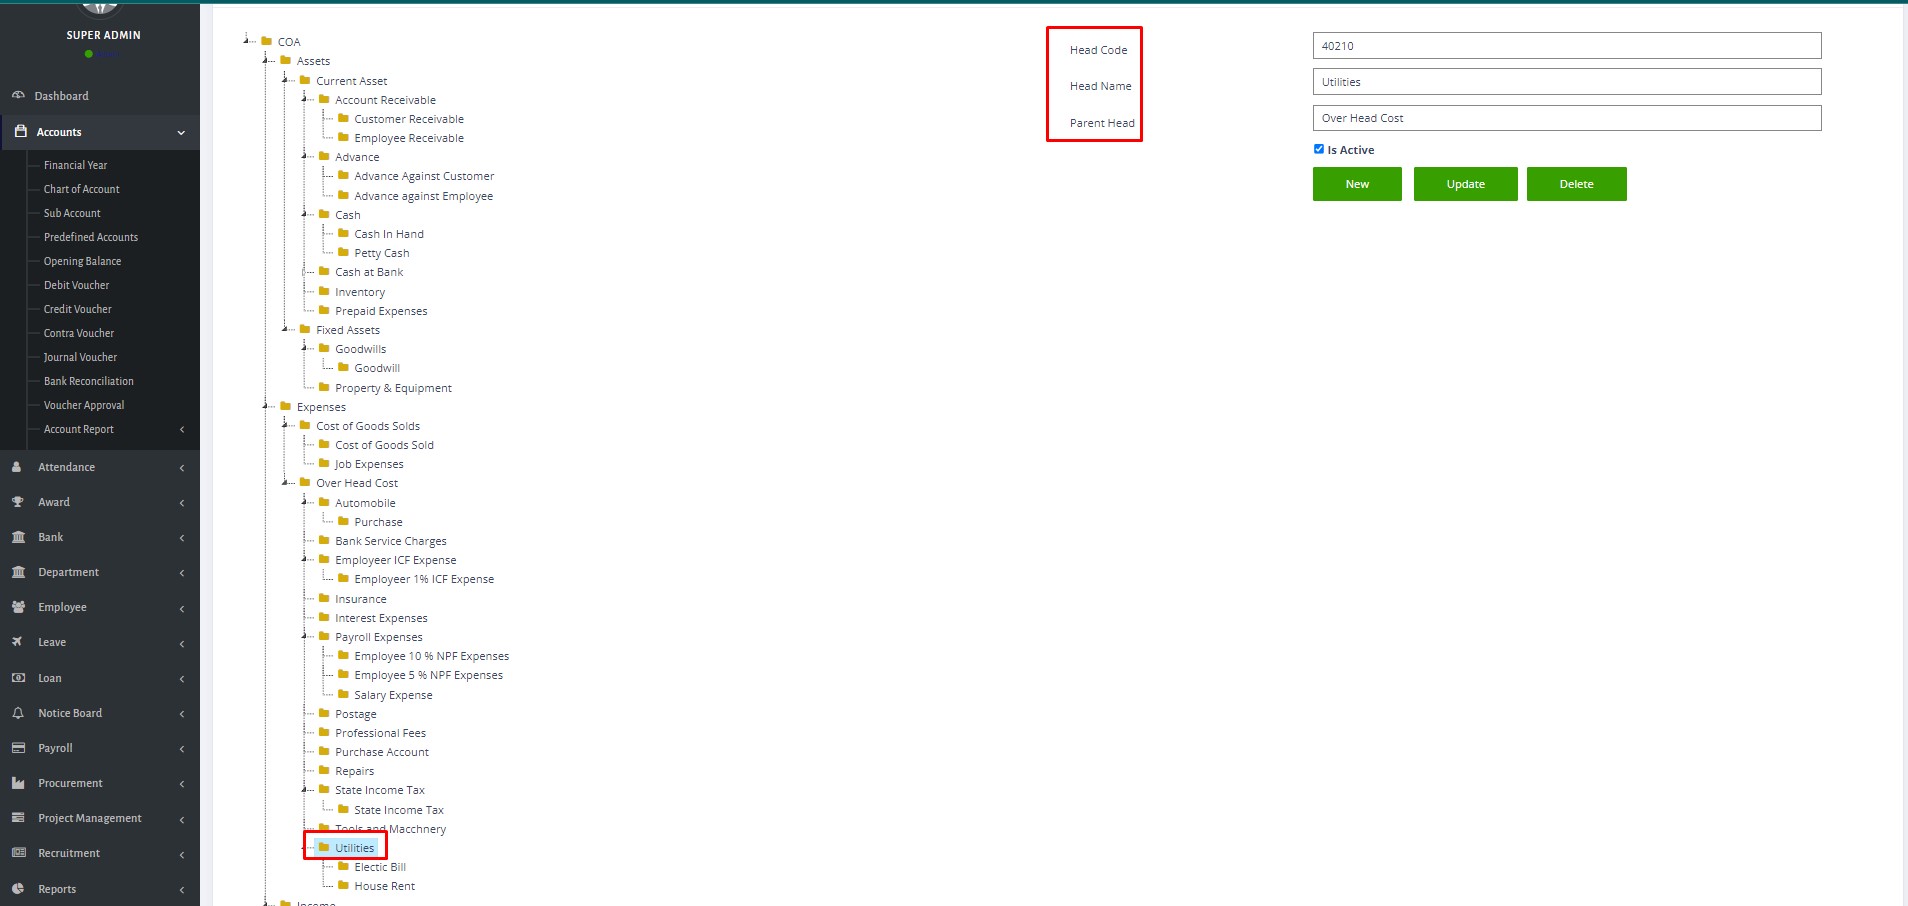 SUPER ADMIN
Dashboard
Accounts
Financial Year
Chart of Account
Sub Account
Predefined Accounts
Opening Balance
Debit Voucher
Credit Voucher
Contra Voucher
Journal Voucher
Bank Reconciliation
Voucher Approval
Account Report
Attendance
Award
Bank
Department
Employee
Leave
Loan
Notice Board
Payroll
Procurement
Project Management
Recruitment
Reports
COA
Assets
Current Asset
Account Receivable
Customer Receivable
Employee Receivable
Advance
Advance Against Customer
Advance against Employee
Cash
Cash In Hand
Petty Cash
Cash at Bank
Inventory
Prepaid Expenses
Fixed Assets
Goodwills
Goodwill
Property & Equipment
Expenses
Cost of Goods Solds
Cost of Goods Sold
Job Expenses
Over Head Cost
Automobile
Purchase
Bank Service Charges
Employeer ICF Expense
Employeer 1% ICF Expense
Insurance
Interest Expenses
Payroll Expenses
Employee 10 % NPF Expenses
Employee 5 % NPF Expenses
Salary Expense
Postage
Professional Fees
Purchase Account
Repairs
State Income Tax
State Income Tax
Tools and Macchnery
Utilities
Electic Bill
House Rent
Income
Head Code
40210
Head Name
Utilities
Parent Head
Over Head Cost
Is Active
New
Update
Delete